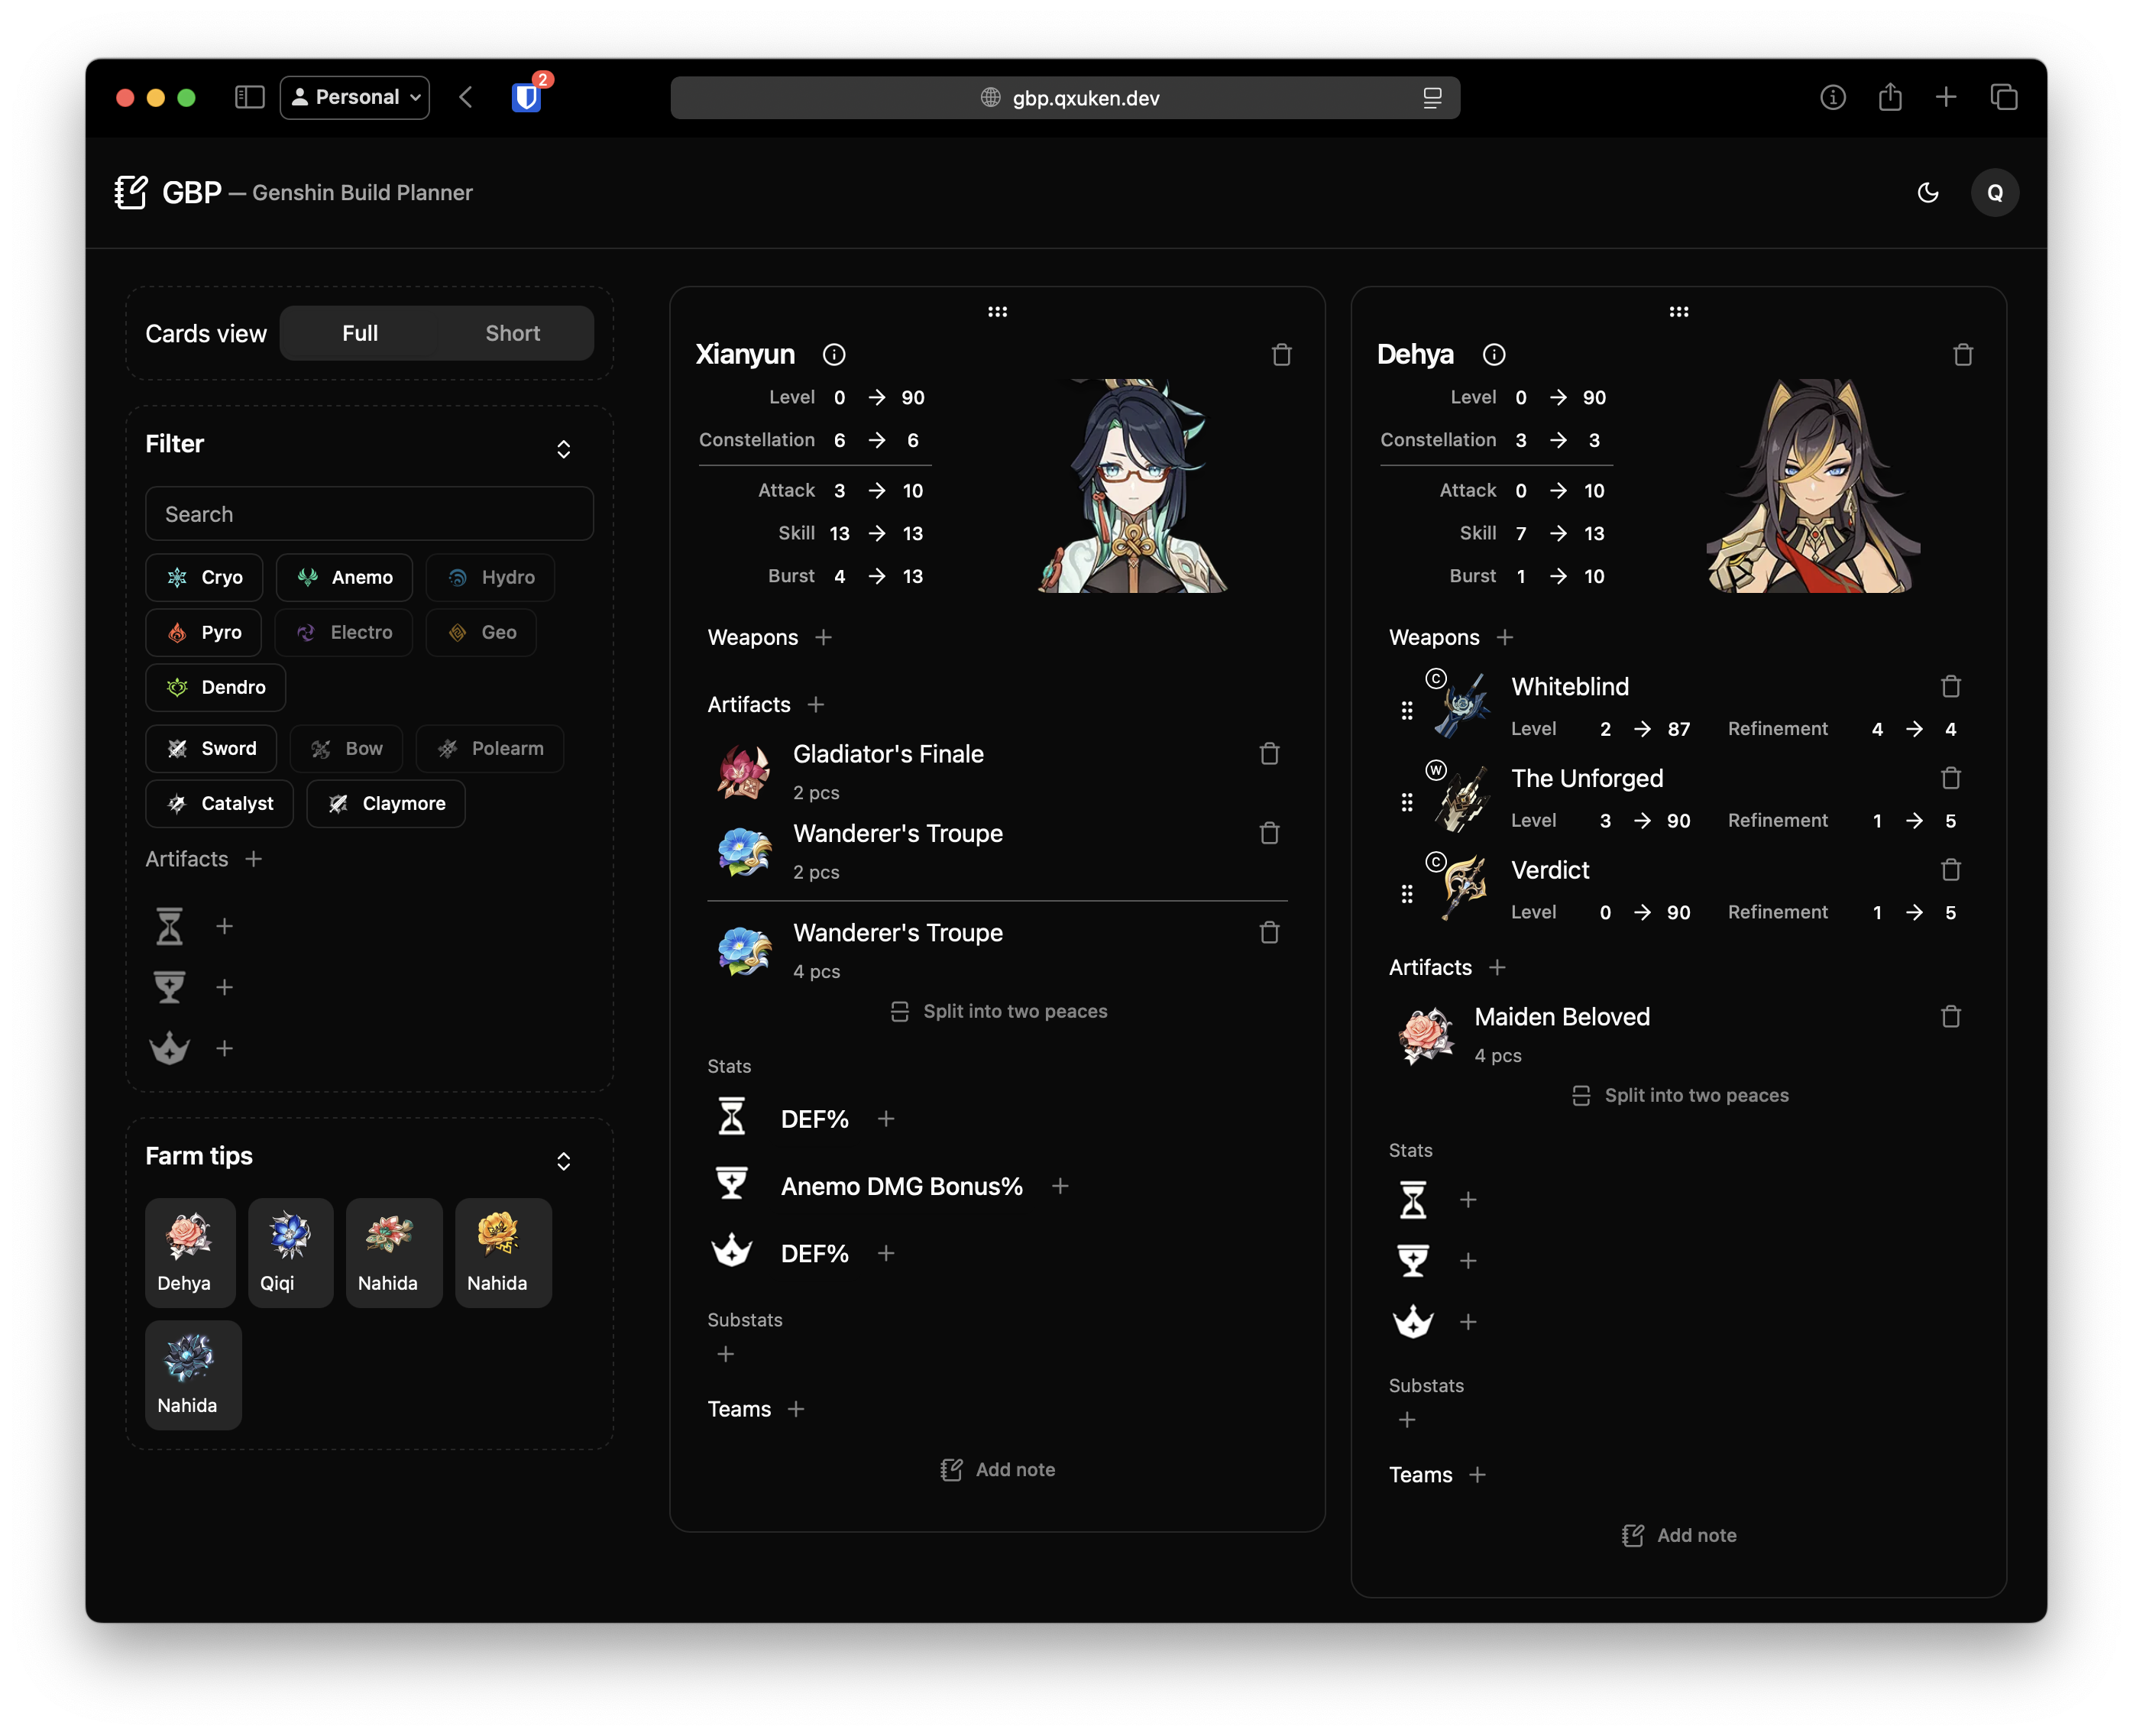 Personal
2
gbp.qxuken.dev
GBP — Genshin Build Planner
Q
Cards view Full Short
Filter
Search
Cryo Anemo Hydro
Pyro Electro Geo
Dendro
Sword Bow Polearm
Catalyst Claymore
Artifacts
Farm tips
Dehya Qiqi Nahida Nahida
Nahida
Xianyun
Level 0 → 90
Constellation 6 → 6
Attack 3 → 10
Skill 13 → 13
Burst 4 → 13
Weapons +
Artifacts +
Gladiator's Finale
2 pcs
Wanderer's Troupe
2 pcs
Wanderer's Troupe
4 pcs
Split into two peaces
Stats
DEF% +
Anemo DMG Bonus% +
DEF% +
Substats
+
Teams +
Add note
Dehya
Level 0 → 90
Constellation 3 → 3
Attack 0 → 10
Skill 7 → 13
Burst 1 → 10
Weapons +
C Whiteblind
Level 2 → 87 Refinement 4 → 4
W The Unforged
Level 3 → 90 Refinement 1 → 5
C Verdict
Level 0 → 90 Refinement 1 → 5
Artifacts +
Maiden Beloved
4 pcs
Split into two peaces
Stats
+
+
+
Substats
+
Teams +
Add note